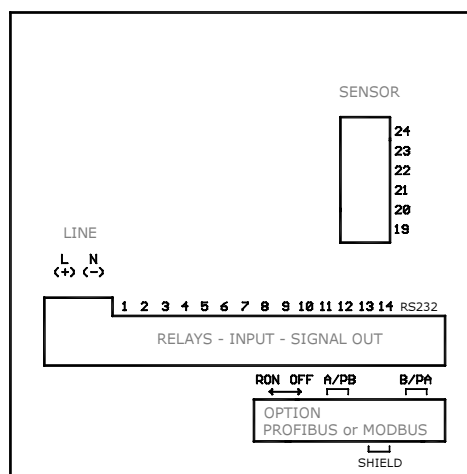 SENSOR
24
23
22
21
20
19
LINE
L N
(+) (-)
1 2 3 4 5 6 7 8 9 10 11 12 13 14 RS232
RELAYS - INPUT - SIGNAL OUT
RON OFF A/PB B/PA
OPTION
PROFIBUS or MODBUS
SHIELD